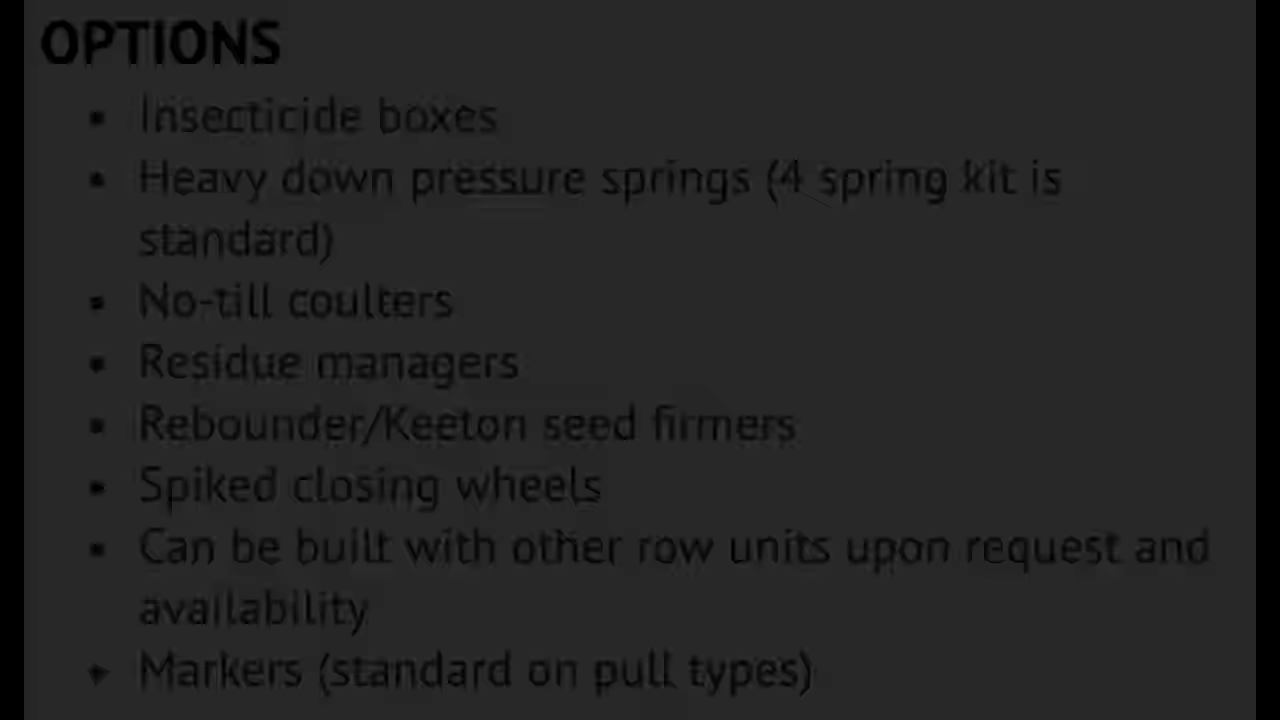 OPTIONS
▪ Insecticide boxes
▪ Heavy down pressure springs (4 spring kit is
standard)
▪ No-till coulters
▪ Residue managers
▪ Rebounder/Keeton seed firmers
▪ Spiked closing wheels
▪ Can be built with other row units upon request and
availability
▪ Markers (standard on pull types)